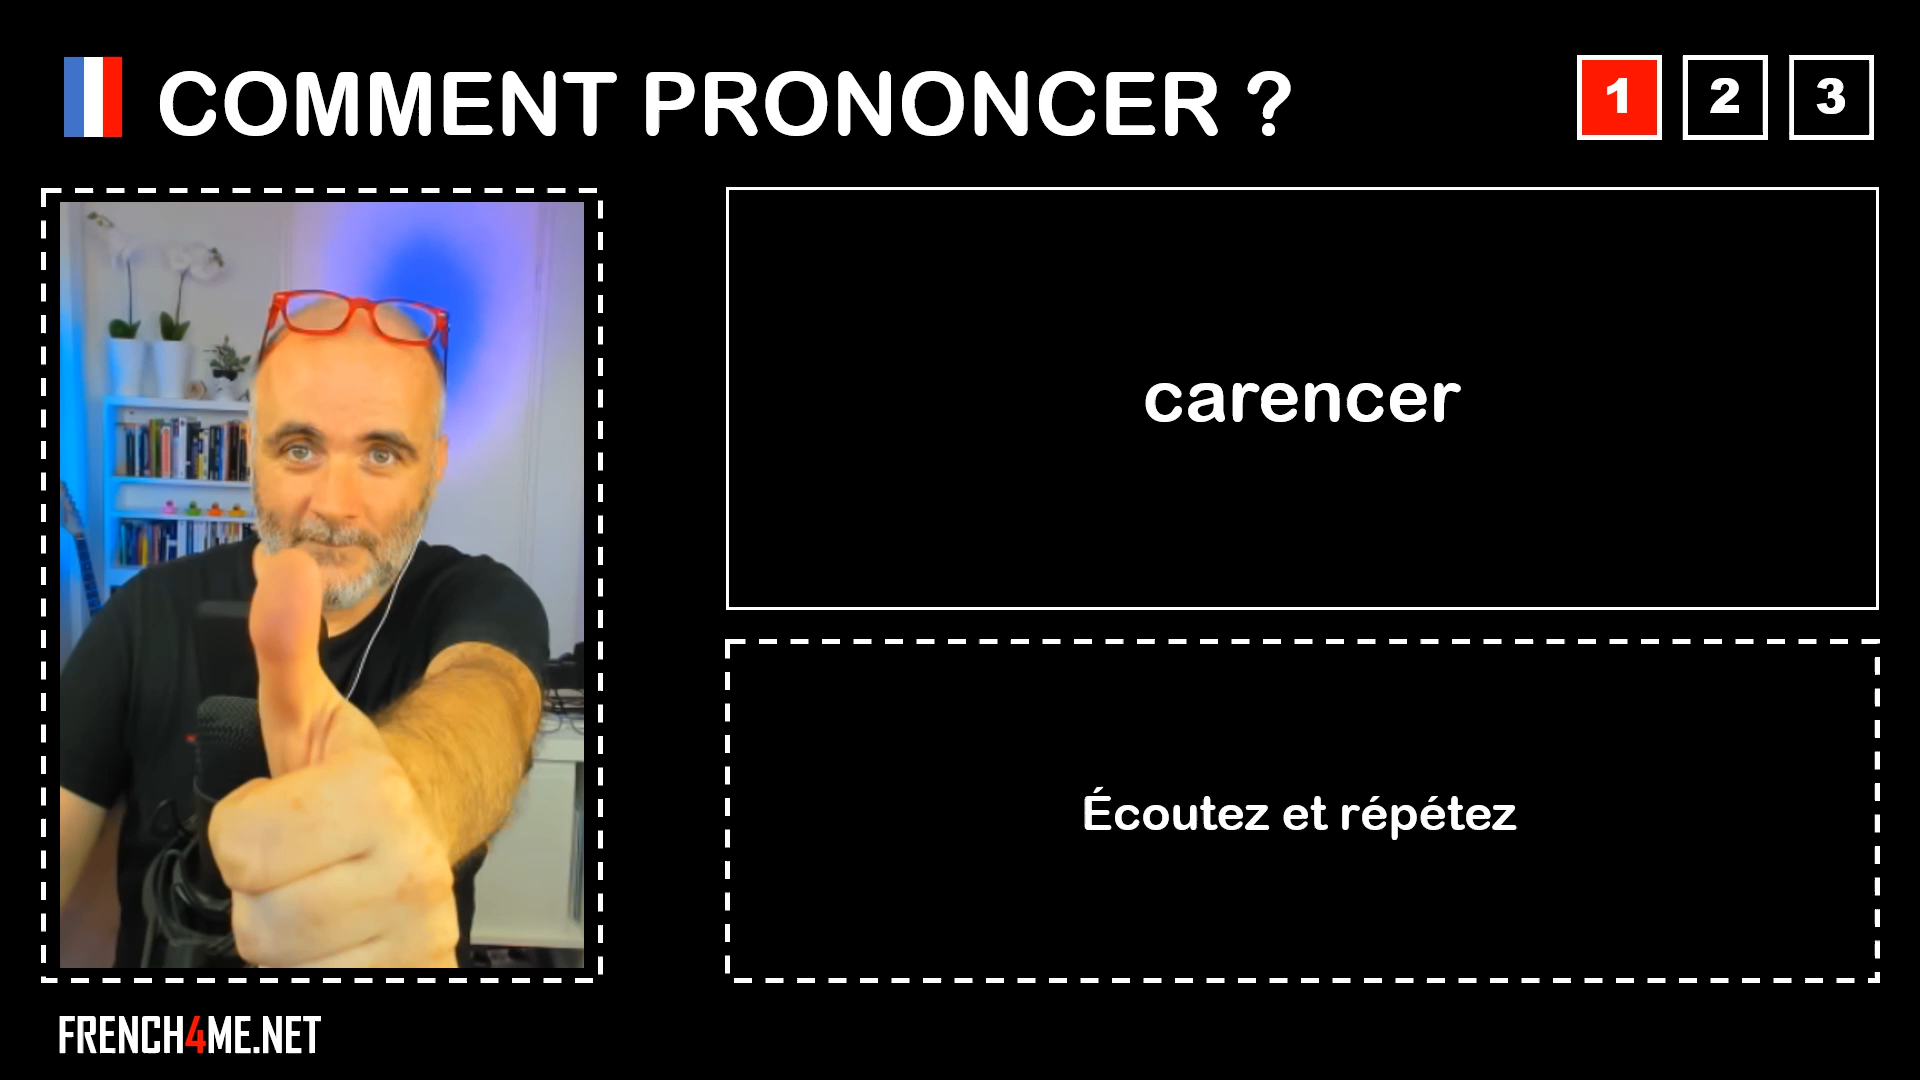 COMMENT PRONONCER ?
1 2 3
carencer
Écoutez et répétez
FRENCH4ME.NET